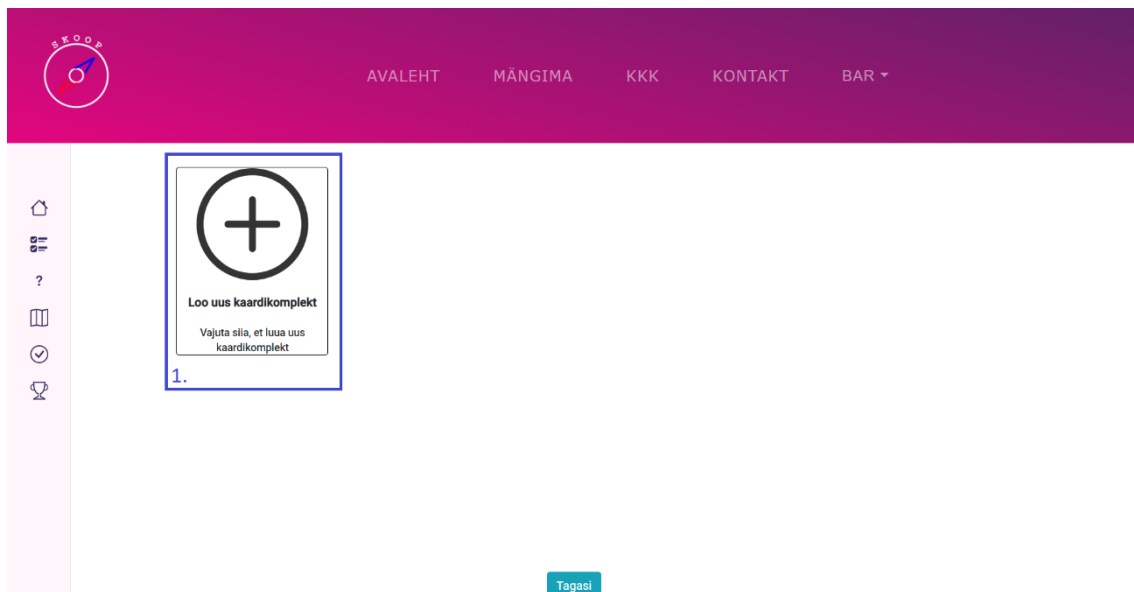 SKOOP
AVALEHT MÄNGIMA KKK KONTAKT BAR
?
Loo uus kaardikomplekt
Vajuta siia, et luua uus
kaardikomplekt
1.
Tagasi